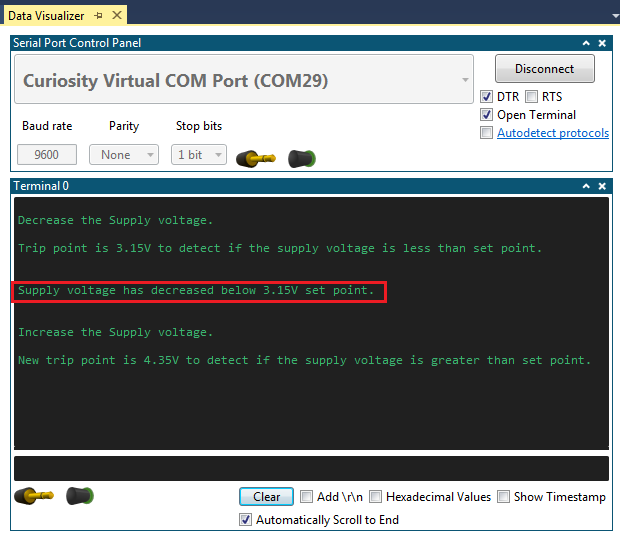 Data Visualizer
Serial Port Control Panel
Curiosity Virtual COM Port (COM29)
Disconnect
DTR RTS
Open Terminal
Autodetect protocols
Baud rate Parity Stop bits
9600 None 1 bit
Terminal 0
Decrease the Supply voltage.
Trip point is 3.15V to detect if the supply voltage is less than set point.
Supply voltage has decreased below 3.15V set point.
Increase the Supply voltage.
New trip point is 4.35V to detect if the supply voltage is greater than set point.
Clear Add \r\n Hexadecimal Values Show Timestamp
Automatically Scroll to End